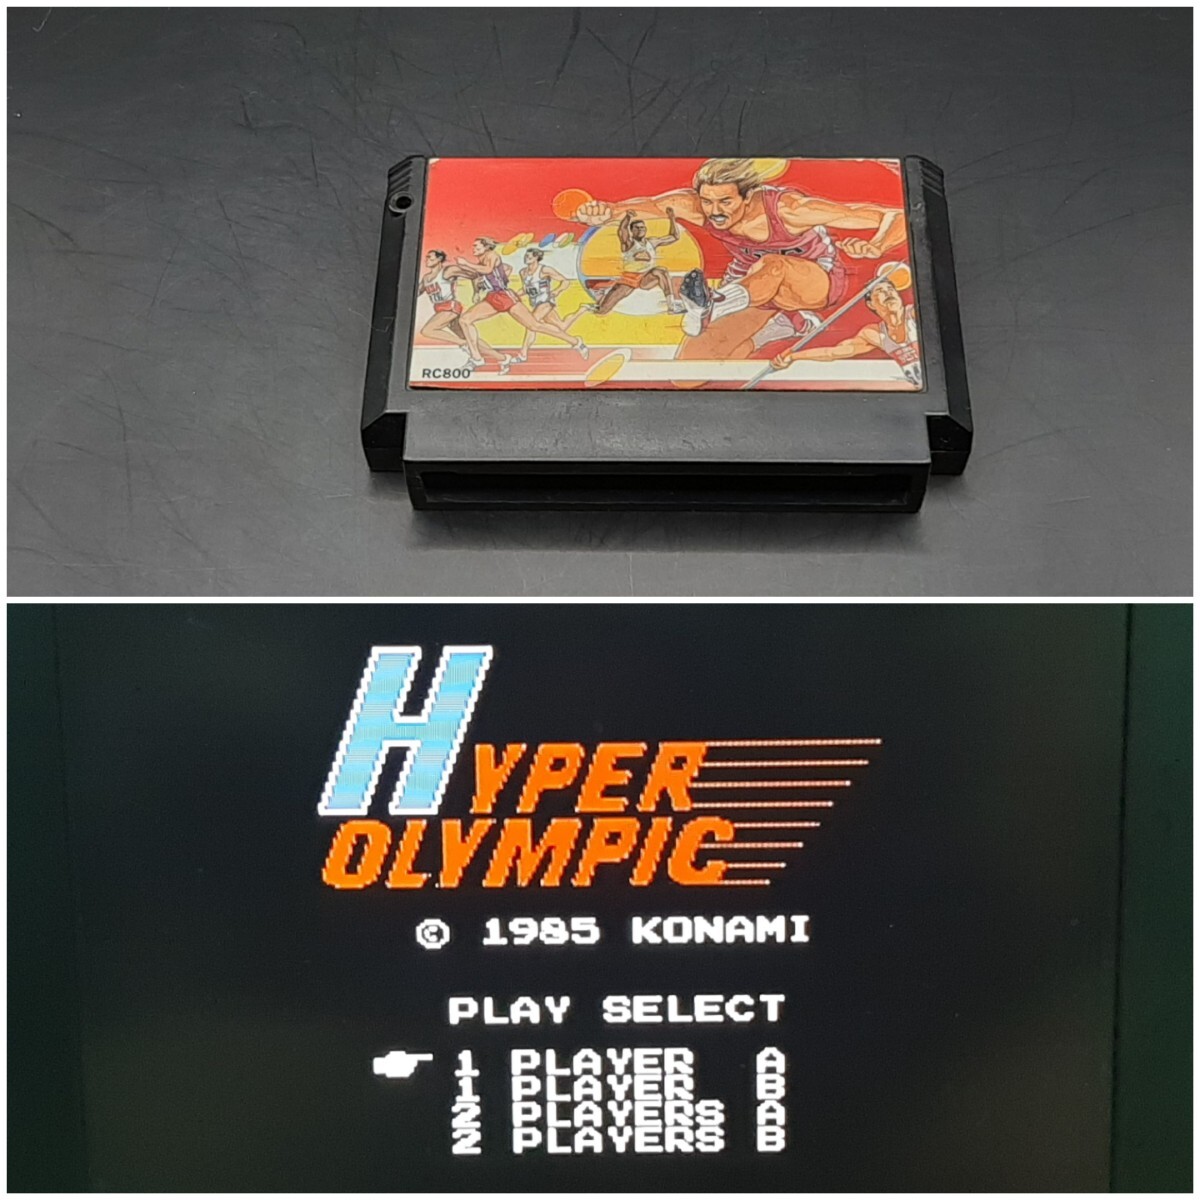 RC800
HYPER
OLYMPIC
© 1985 KONAMI
PLAY SELECT
1 PLAYER A
1 PLAYER B
2 PLAYERS A
2 PLAYERS B